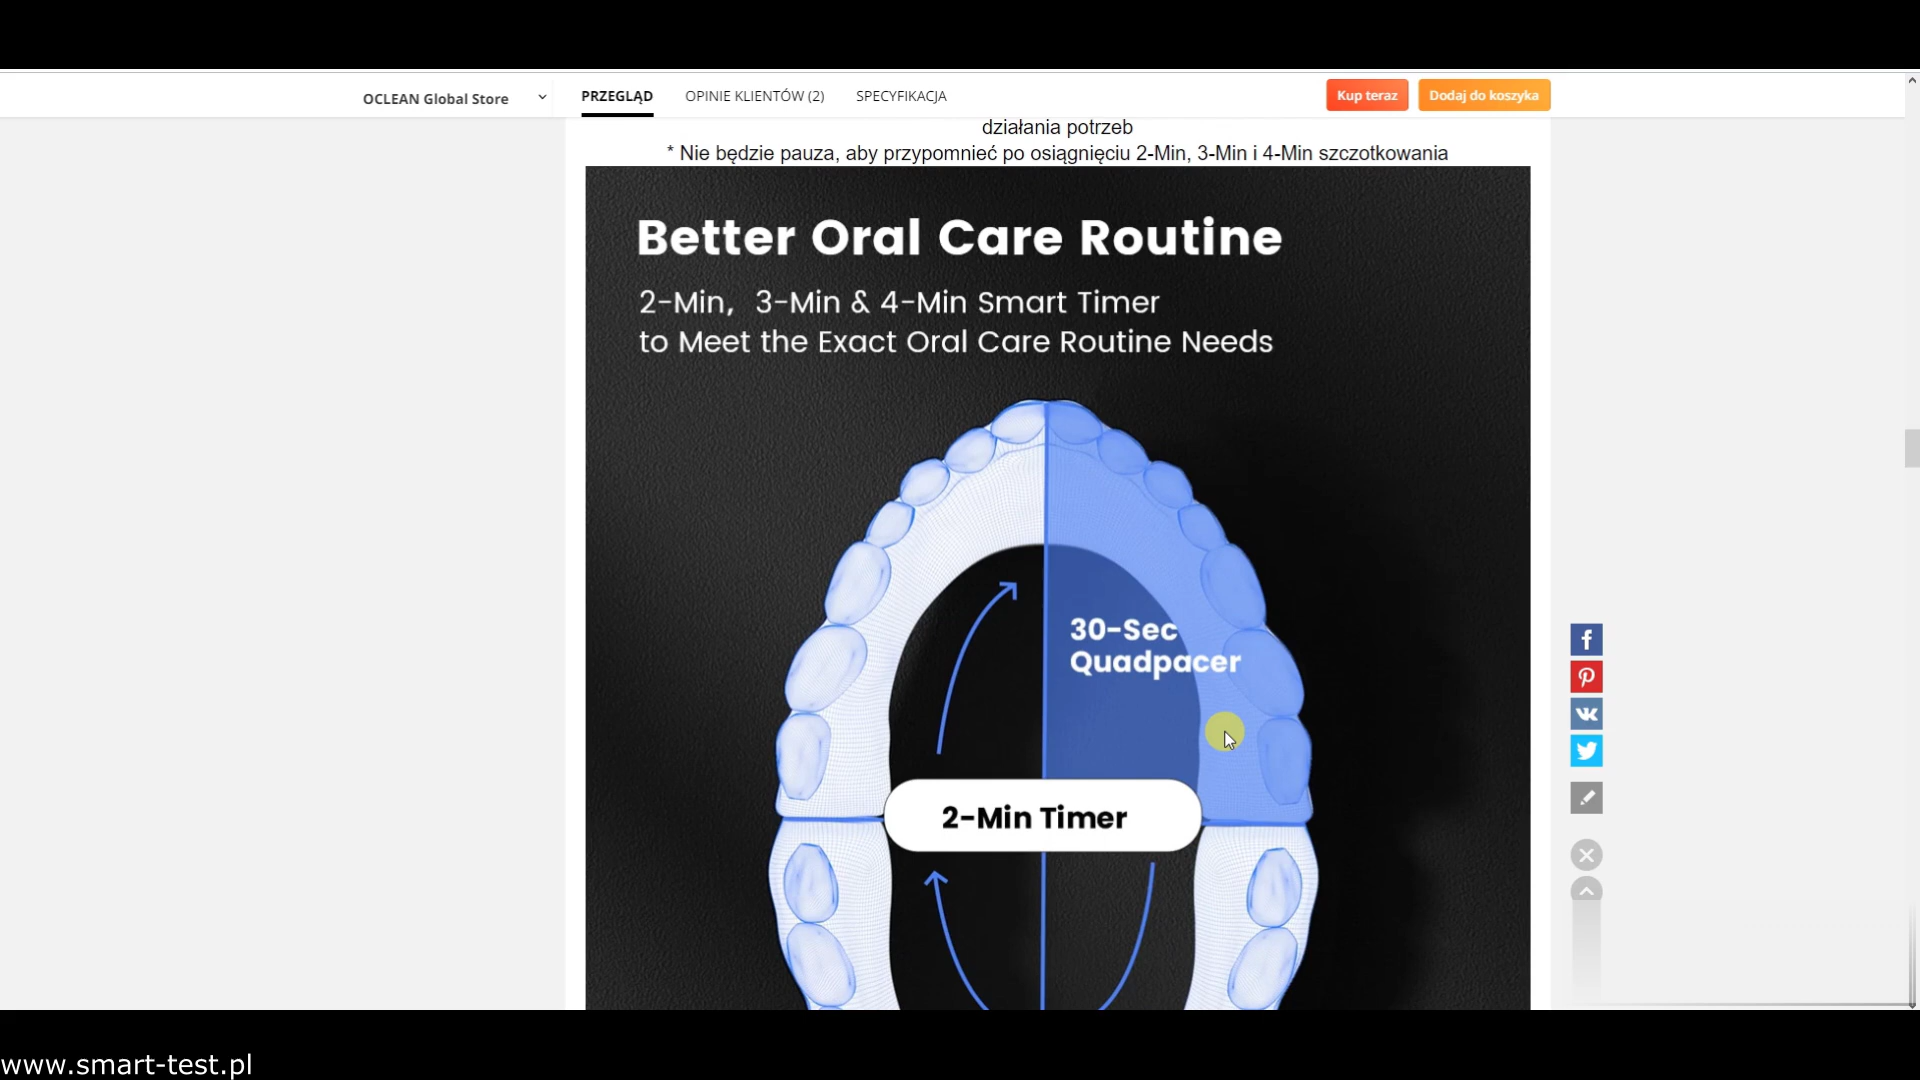 OCLEAN Global Store
PRZEGLĄD
OPINIE KLIENTÓW (2)
SPECYFIKACJA
Kup teraz
Dodaj do koszyka
działania potrzeb
* Nie będzie pauza, aby przypomnieć po osiągnięciu 2-Min, 3-Min i 4-Min szczotkowania
Better Oral Care Routine
2-Min, 3-Min & 4-Min Smart Timer
to Meet the Exact Oral Care Routine Needs
30-Sec
Quadpacer
2-Min Timer
www.smart-test.pl